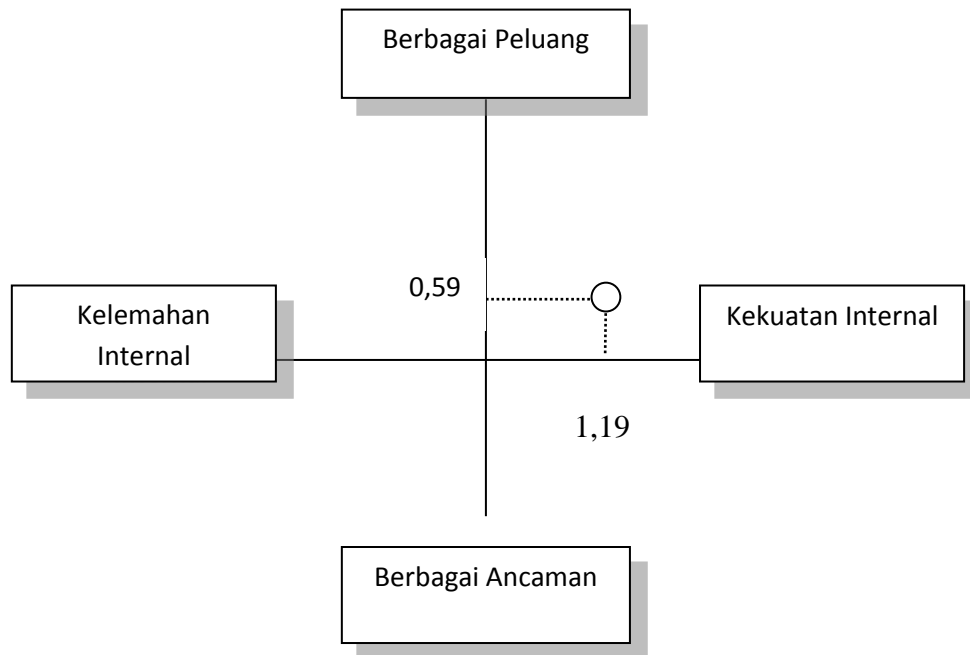 Berbagai Peluang
0,59
Kelemahan
Internal
Kekuatan Internal
1,19
Berbagai Ancaman